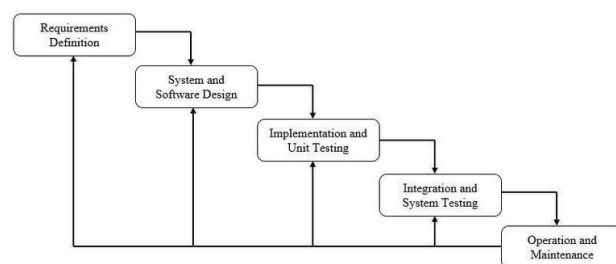 Requirements
Definition
System and
Software Design
Implementation and
Unit Testing
Integration and
System Testing
Operation and
Maintenance